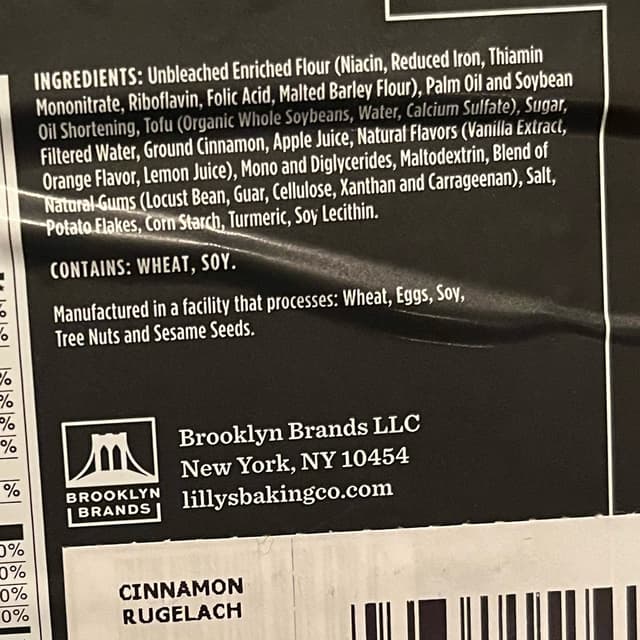 INGREDIENTS: Unbleached Enriched Flour (Niacin, Reduced Iron, Thiamin
Mononitrate, Riboflavin, Folic Acid, Malted Barley Flour), Palm Oil and Soybean
Oil Shortening, Tofu (Organic Whole Soybeans, Water, Calcium Sulfate), Sugar,
Filtered Water, Ground Cinnamon, Apple Juice, Natural Flavors (Vanilla Extract,
Orange Flavor, Lemon Juice), Mono and Diglycerides, Maltodextrin, Blend of
Natural Gums (Locust Bean, Guar, Cellulose, Xanthan and Carrageenan), Salt,
Potato Flakes, Corn Starch, Turmeric, Soy Lecithin.
CONTAINS: WHEAT, SOY.
Manufactured in a facility that processes: Wheat, Eggs, Soy,
Tree Nuts and Sesame Seeds.
BROOKLYN
BRANDS
Brooklyn Brands LLC
New York, NY 10454
lillysbakingco.com
%
%
%
%
%
%
%
0%
0%
0%
0%
CINNAMON
RUGELACH